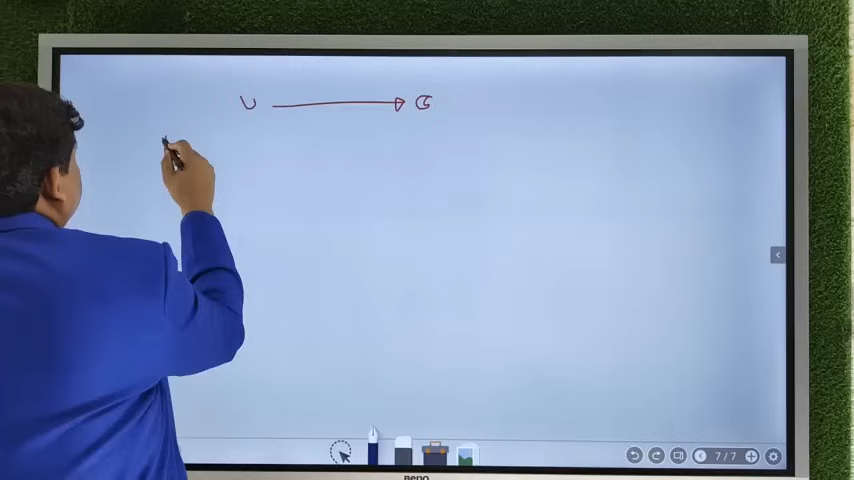 U → G
7/7
BenQ